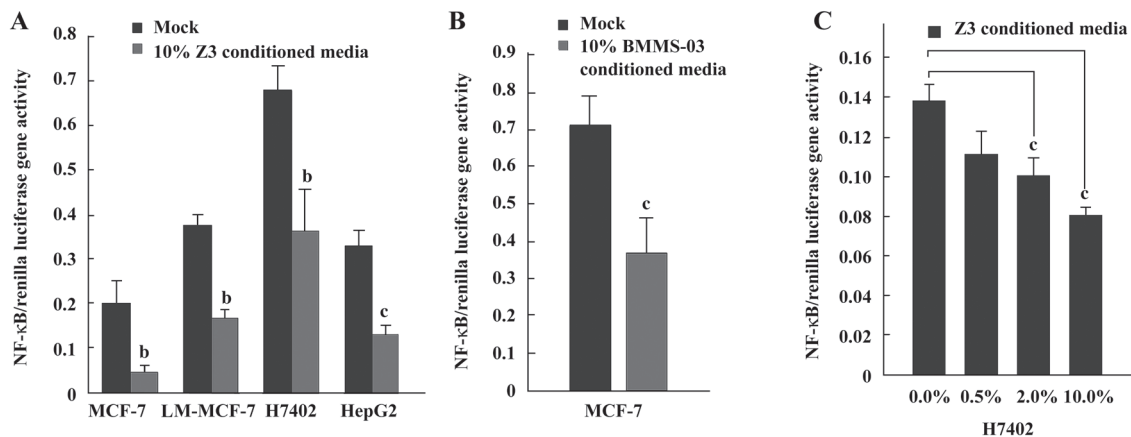 A
Mock
10% Z3 conditioned media
NF-κB/renilla luciferase gene activity
0.8
0.7
0.6
0.5
0.4
0.3
0.2
0.1
0
b
b
b
c
MCF-7 LM-MCF-7 H7402 HepG2
B
Mock
10% BMMS-03
conditioned media
NF-κB/renilla luciferase gene activity
0.9
0.8
0.7
0.6
0.5
0.4
0.3
0.2
0.1
0
c
MCF-7
C
Z3 conditioned media
NF-κB/renilla luciferase gene activity
0.16
0.14
0.12
0.10
0.08
0.06
0.04
0.02
0
c
c
0.0% 0.5% 2.0% 10.0%
H7402